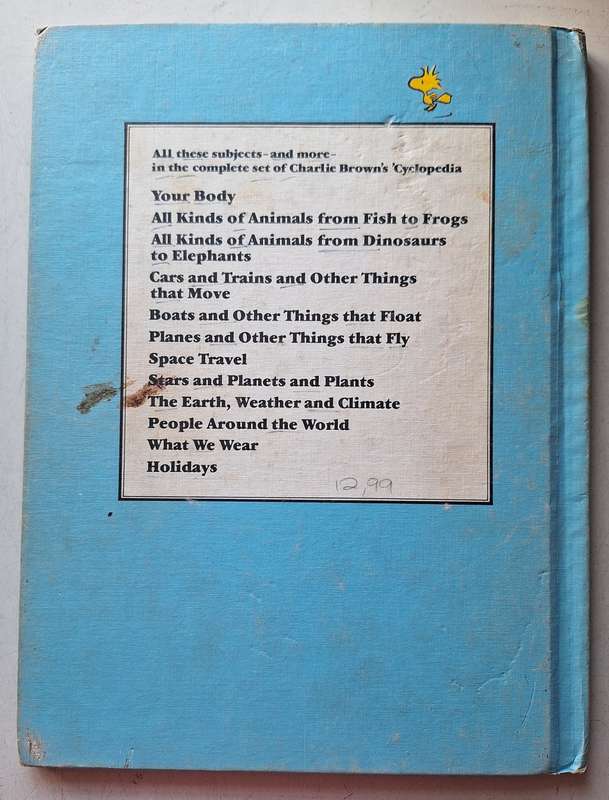 All these subjects–and more–
in the complete set of Charlie Brown's 'Cyclopedia
Your Body
All Kinds of Animals from Fish to Frogs
All Kinds of Animals from Dinosaurs
to Elephants
Cars and Trains and Other Things
that Move
Boats and Other Things that Float
Planes and Other Things that Fly
Space Travel
Stars and Planets and Plants
The Earth, Weather and Climate
People Around the World
What We Wear
Holidays
12,99